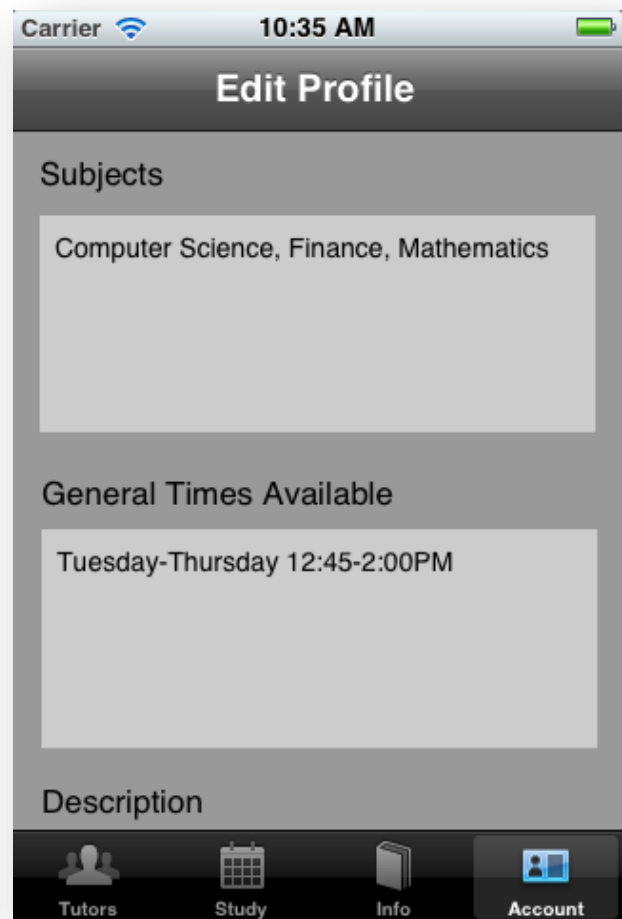 Carrier 10:35 AM
Edit Profile
Subjects
Computer Science, Finance, Mathematics
General Times Available
Tuesday-Thursday 12:45-2:00PM
Description
Tutors Study Info Account